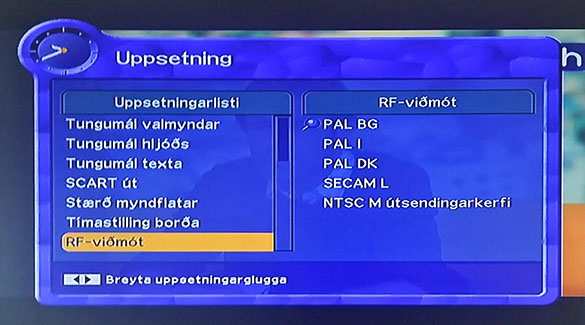 Uppsetning
Uppsetningarlisti
Tungumál valmyndar
Tungumál hljóðs
Tungumál texta
SCART út
Stærð myndflatar
Tímastilling borða
RF-viðmót
RF-viðmót
PAL BG
PAL I
PAL DK
SECAM L
NTSC M útsendingarkerfi
Breyta uppsetningarglugga
h